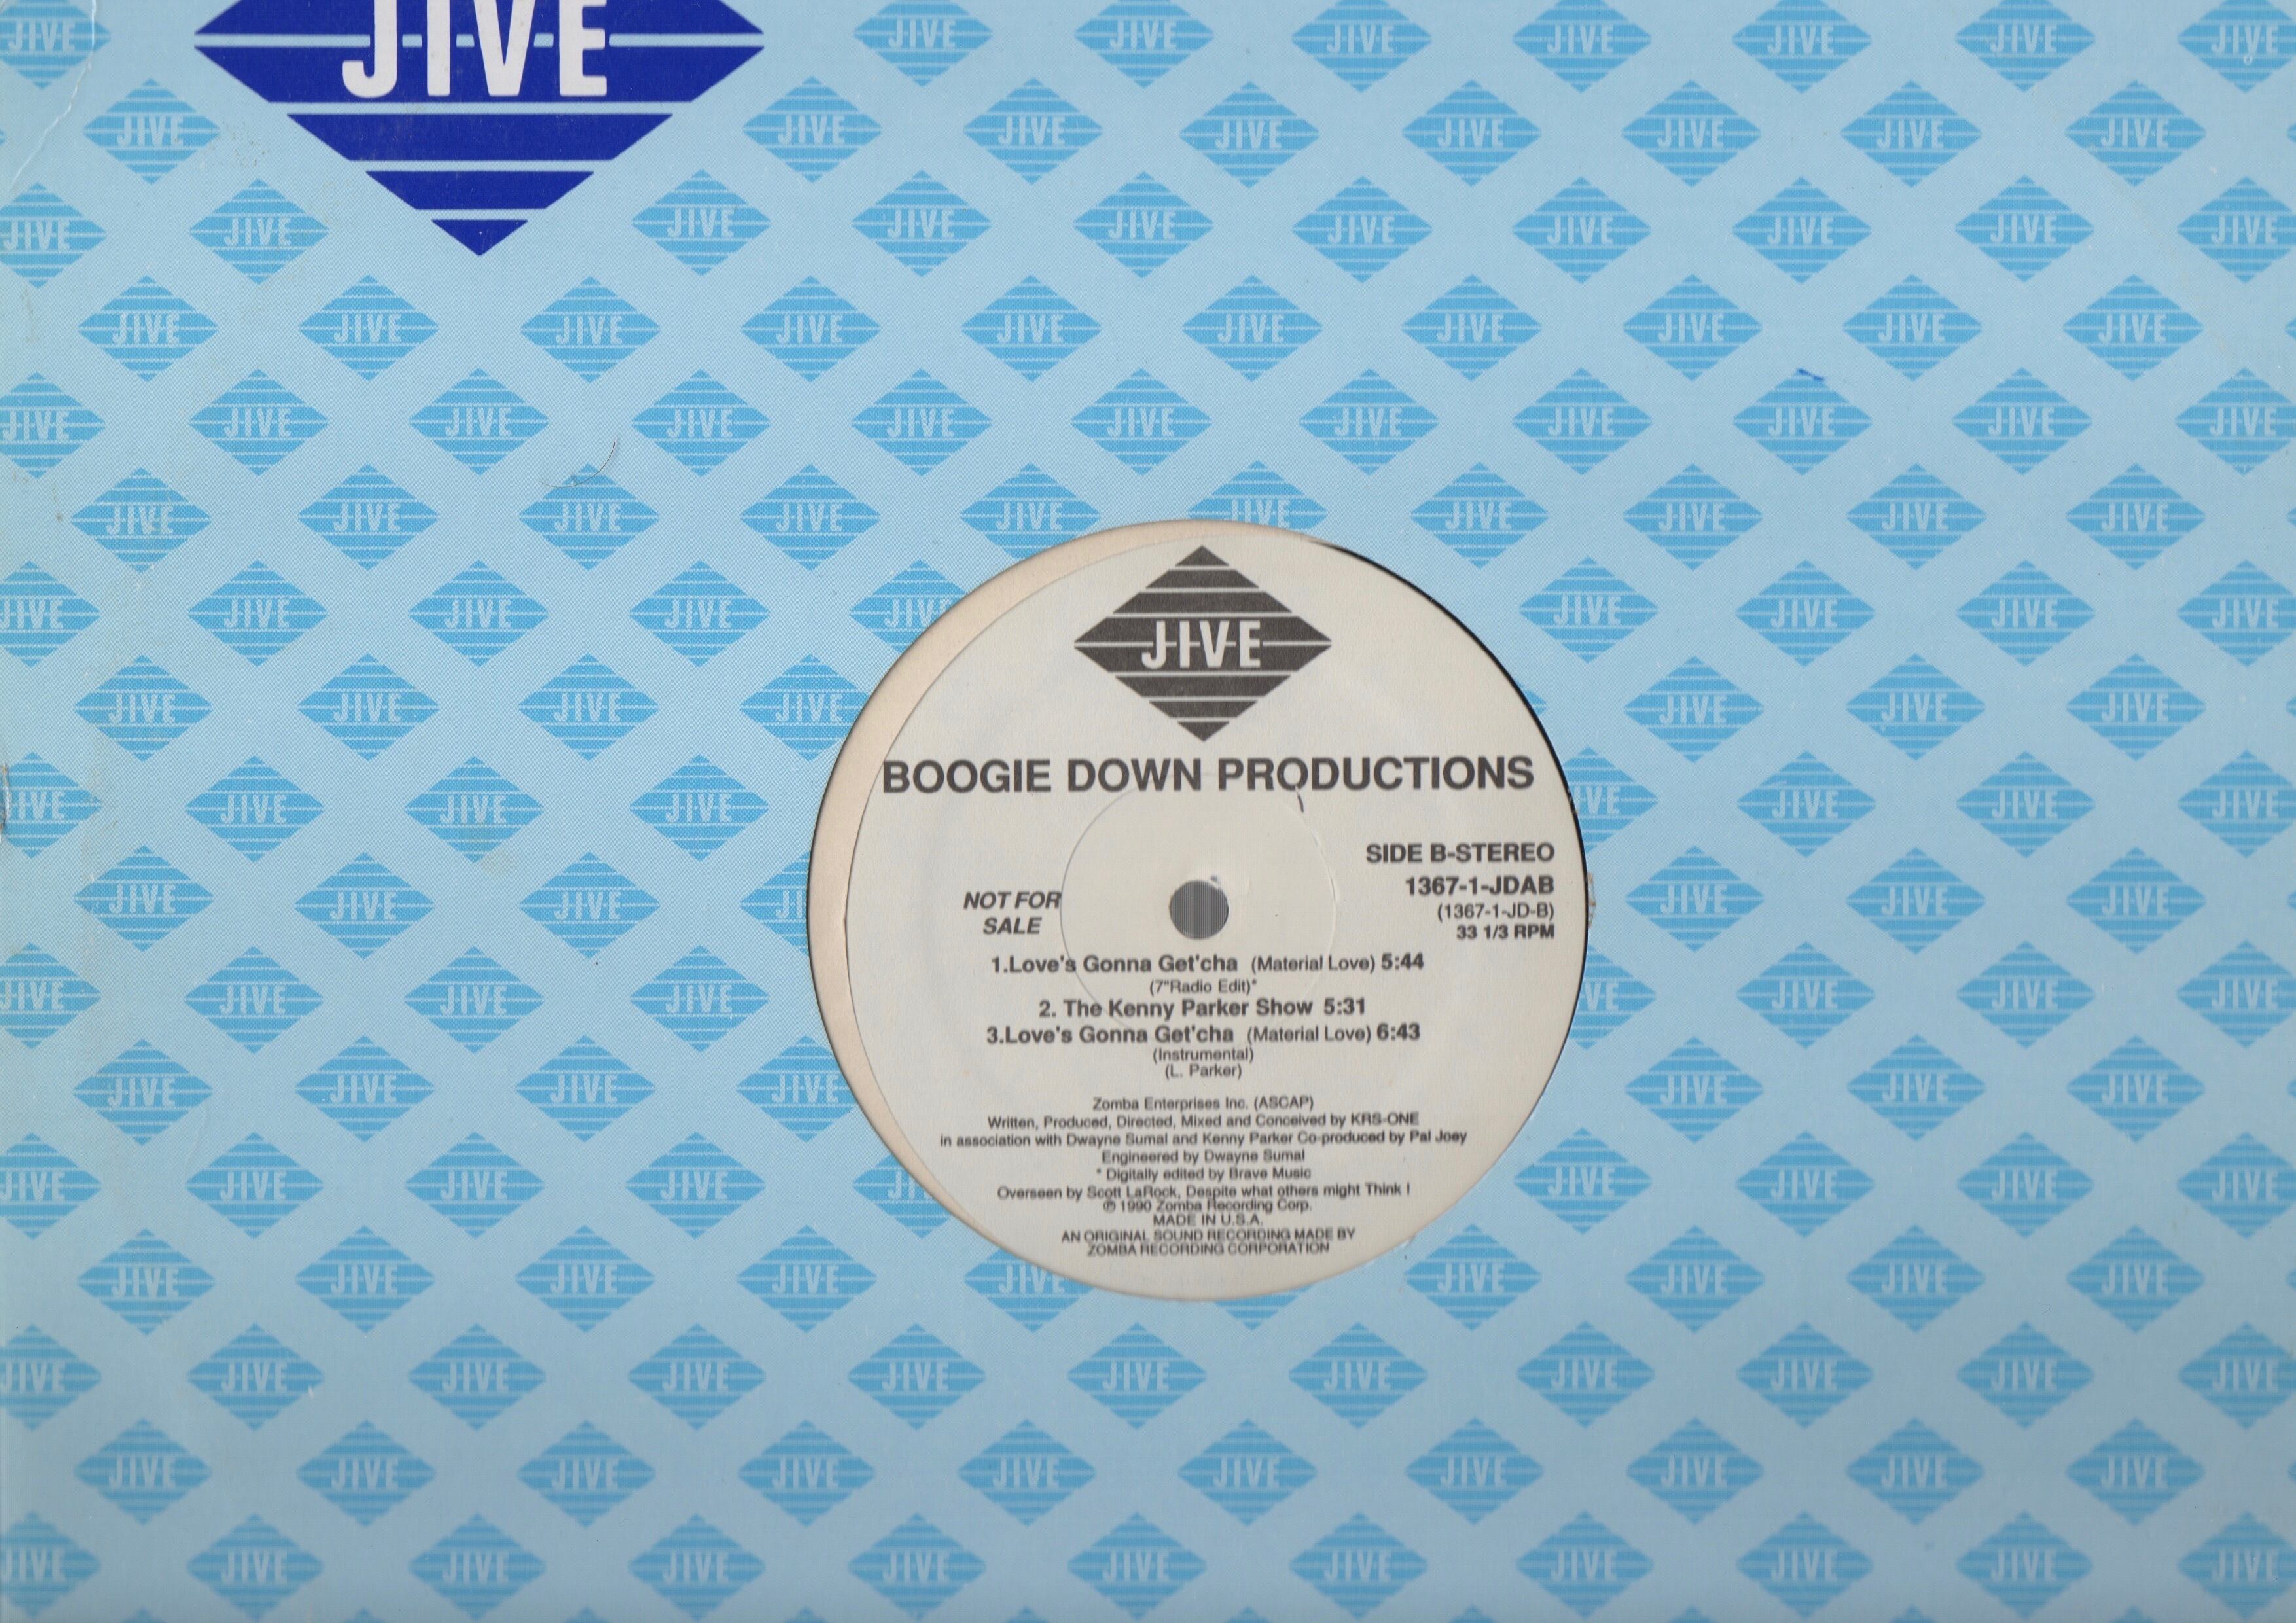 JIVE
JIVE
BOOGIE DOWN PRODUCTIONS
SIDE B-STEREO
1367-1-JDAB
(1367-1-JD-B)
33 1/3 RPM
NOT FOR
SALE
1.Love's Gonna Get'cha (Material Love) 5:44
(7"Radio Edit)*
2. The Kenny Parker Show 5:31
3.Love's Gonna Get'cha (Material Love) 6:43
(Instrumental)
(L. Parker)
Zomba Enterprises Inc. (ASCAP)
Written, Produced, Directed, Mixed and Conceived by KRS-ONE
in association with Dwayne Sumal and Kenny Parker Co-produced by Pal Joey
Engineered by Dwayne Sumal
* Digitally edited by Brave Music
Overseen by Scott LaRock, Despite what others might Think !
℗ 1990 Zomba Recording Corp.
MADE IN U.S.A.
AN ORIGINAL SOUND RECORDING MADE BY
ZOMBA RECORDING CORPORATION